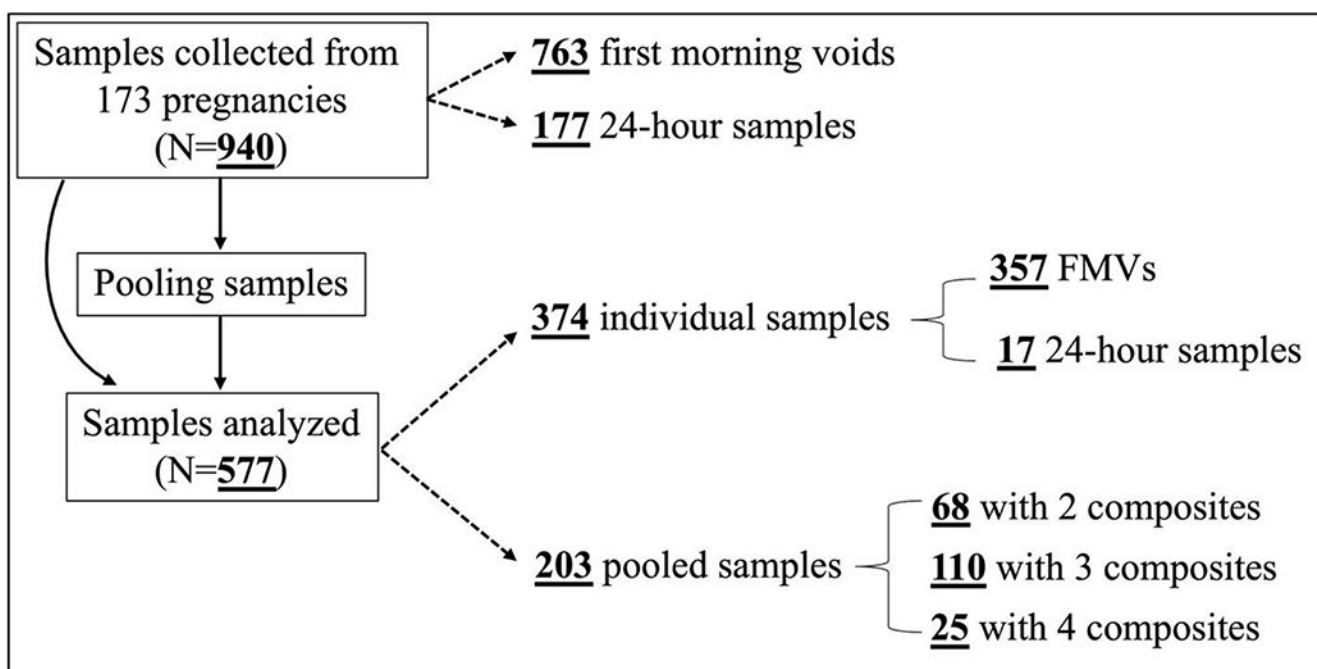 Samples collected from
173 pregnancies
(N=940)
763 first morning voids
177 24-hour samples
Pooling samples
Samples analyzed
(N=577)
374 individual samples
357 FMVs
17 24-hour samples
203 pooled samples
68 with 2 composites
110 with 3 composites
25 with 4 composites